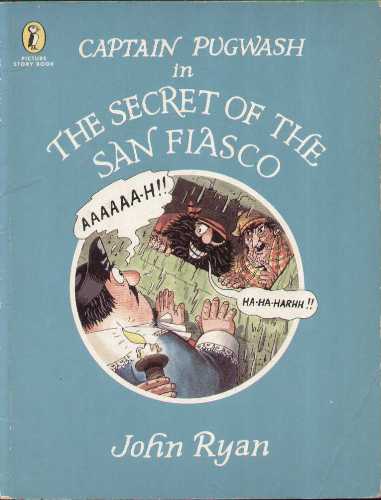 PICTURE
STORY BOOK
CAPTAIN PUGWASH
in
THE SECRET OF THE
SAN FIASCO
AAAAAA-H!!
HA-HA-HARHH!!
John Ryan